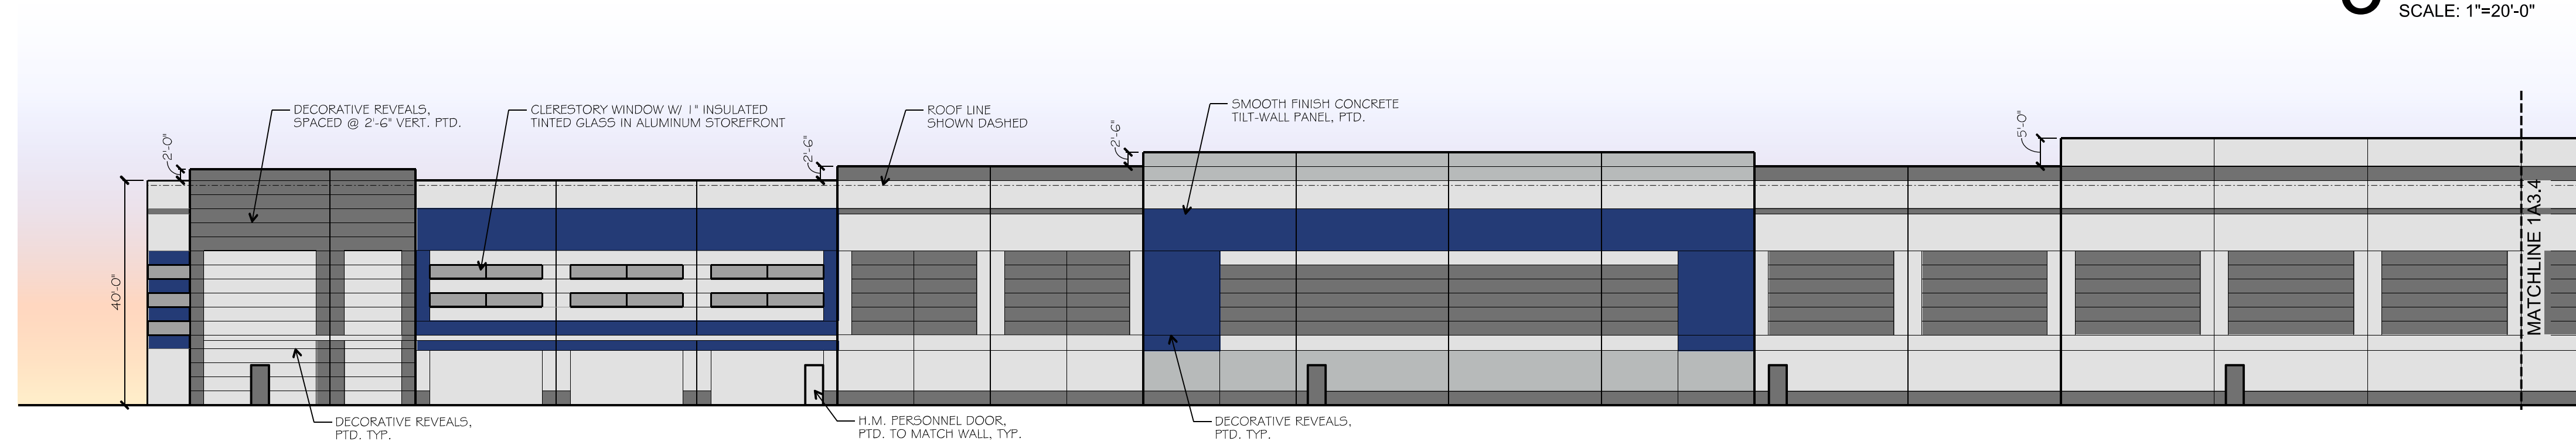 SCALE: 1"=20'-0"
DECORATIVE REVEALS,
SPACED @ 2'-6" VERT. PTD.
CLERESTORY WINDOW W/ 1" INSULATED
TINTED GLASS IN ALUMINUM STOREFRONT
ROOF LINE
SHOWN DASHED
SMOOTH FINISH CONCRETE
TILT-WALL PANEL, PTD.
2'-0"
2'-6"
2'-6"
5'-0"
40'-0"
MATCHLINE 1A3.4
DECORATIVE REVEALS,
PTD. TYP.
H.M. PERSONNEL DOOR,
PTD. TO MATCH WALL, TYP.
DECORATIVE REVEALS,
PTD. TYP.